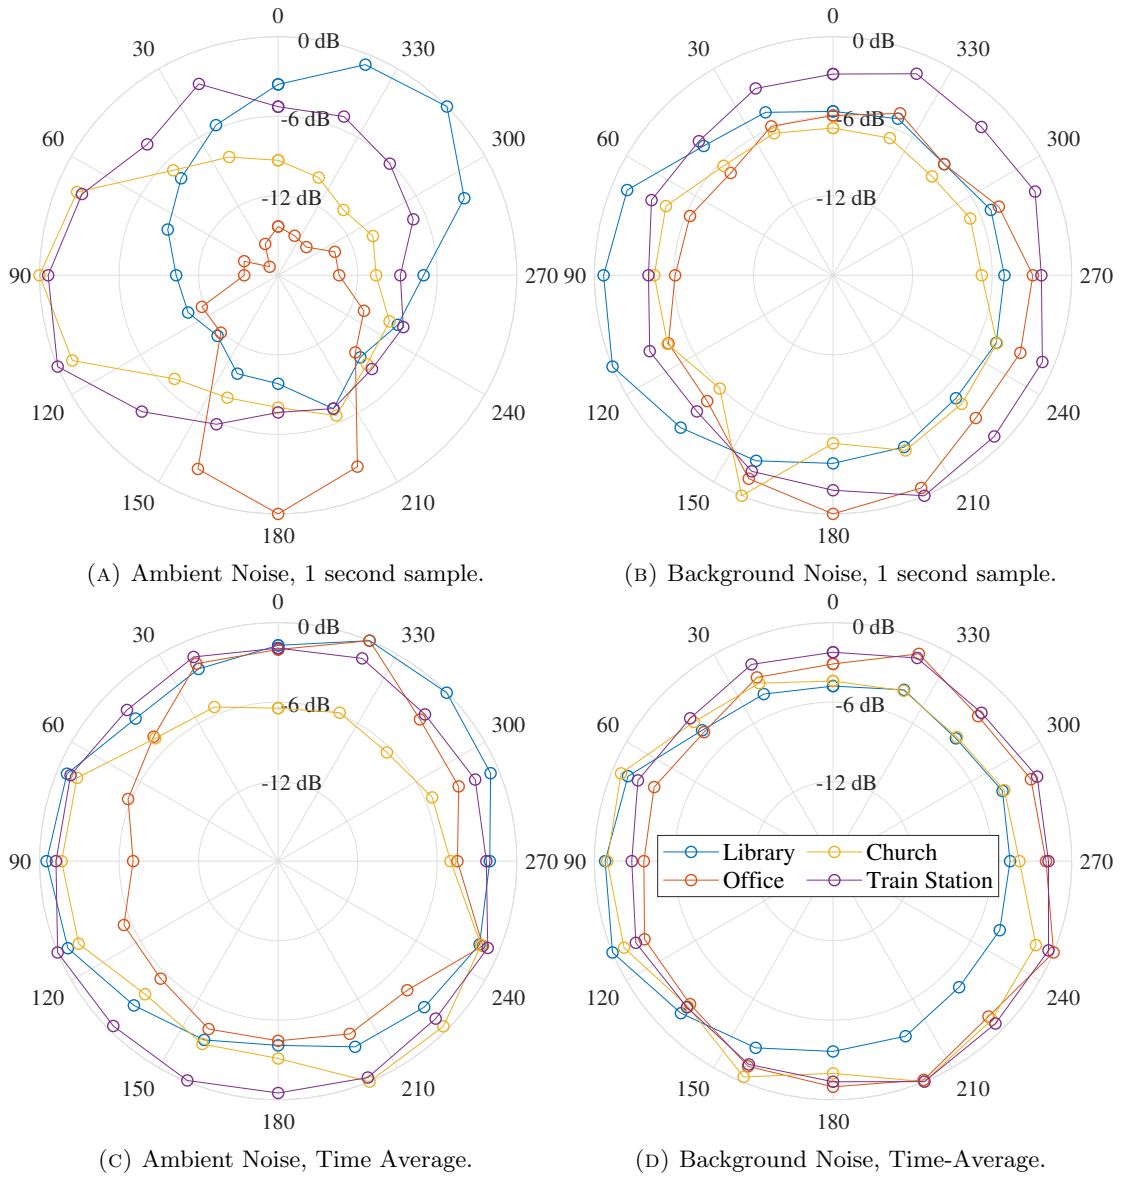 0
0
30
0 dB
330
30
0 dB
330
60
-6 dB
300
60
-6 dB
300
-12 dB
-12 dB
90
270
90
270
120
240
120
240
150
210
150
210
180
180
(A) Ambient Noise, 1 second sample.
(B) Background Noise, 1 second sample.
0
0
30
0 dB
330
30
0 dB
330
60
-6 dB
300
60
-6 dB
300
-12 dB
-12 dB
90
270
90
Library
Church
Office
Train Station
270
120
240
120
240
150
210
150
210
180
180
(C) Ambient Noise, Time Average.
(D) Background Noise, Time-Average.